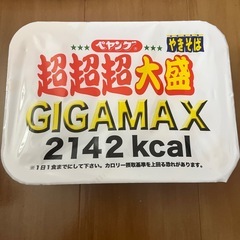 ペヤング
やきそば
超超超大盛
GIGAMAX
2142 kcal
※1日1食までにして下さい。カロリー摂取基準を上回る恐れがあります。